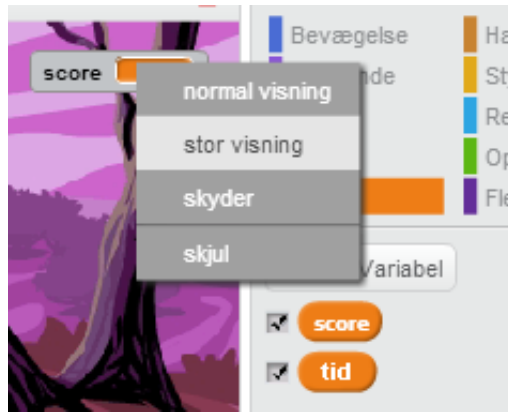 Bevægelse
score
normal visning
stor visning
skyder
skjul
Variabel
score
tid